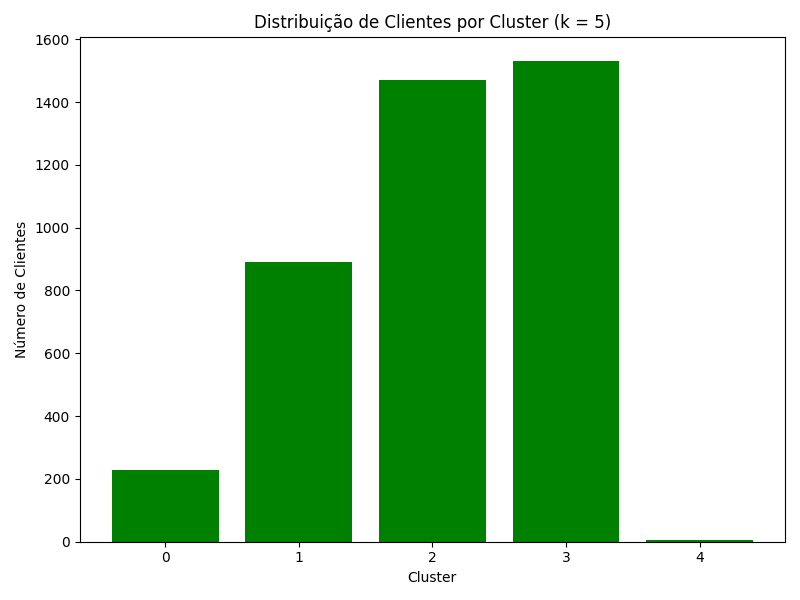 Distribuição de Clientes por Cluster (k = 5)
1600
1400
1200
1000
800
600
400
200
0
Número de Clientes
0 1 2 3 4
Cluster